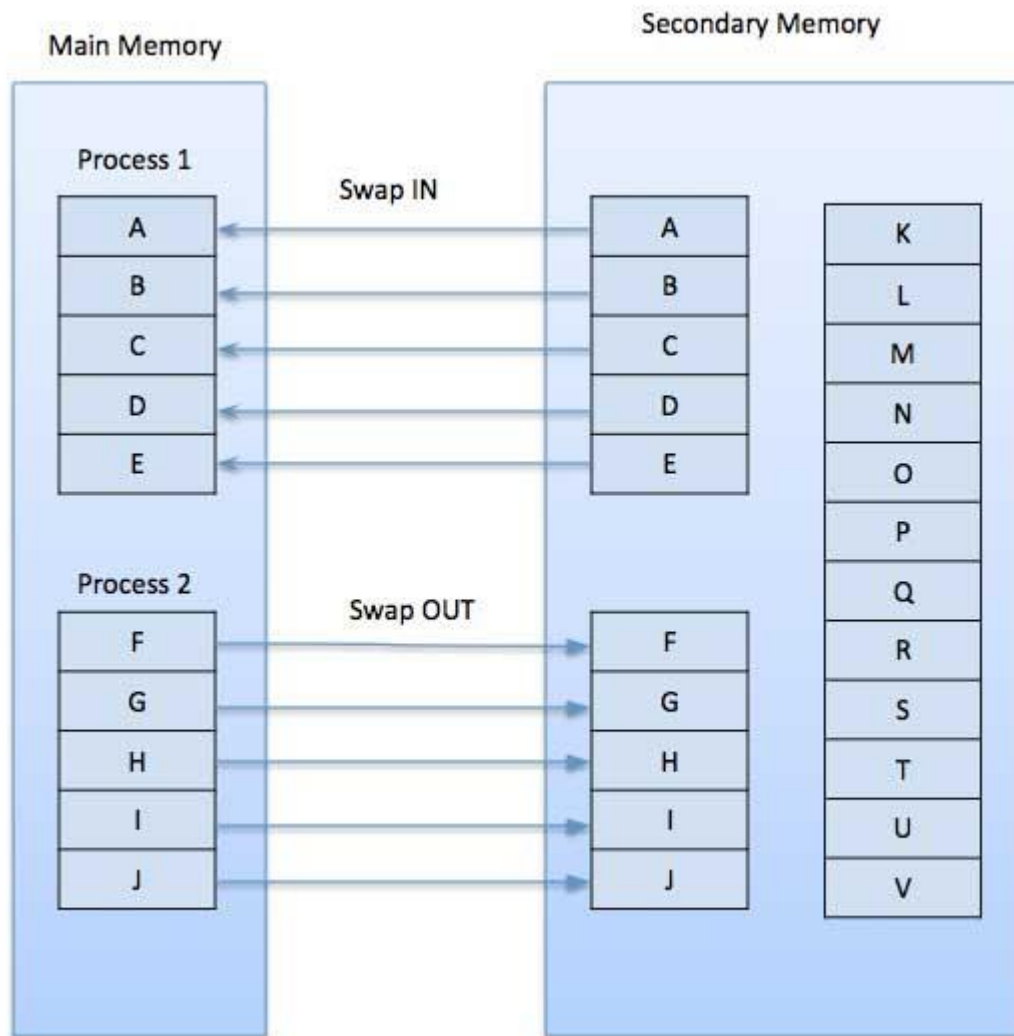 Main Memory
Secondary Memory
Process 1
Swap IN
A
B
C
D
E
Process 2
Swap OUT
F
G
H
I
J
A
B
C
D
E
F
G
H
I
J
K
L
M
N
O
P
Q
R
S
T
U
V